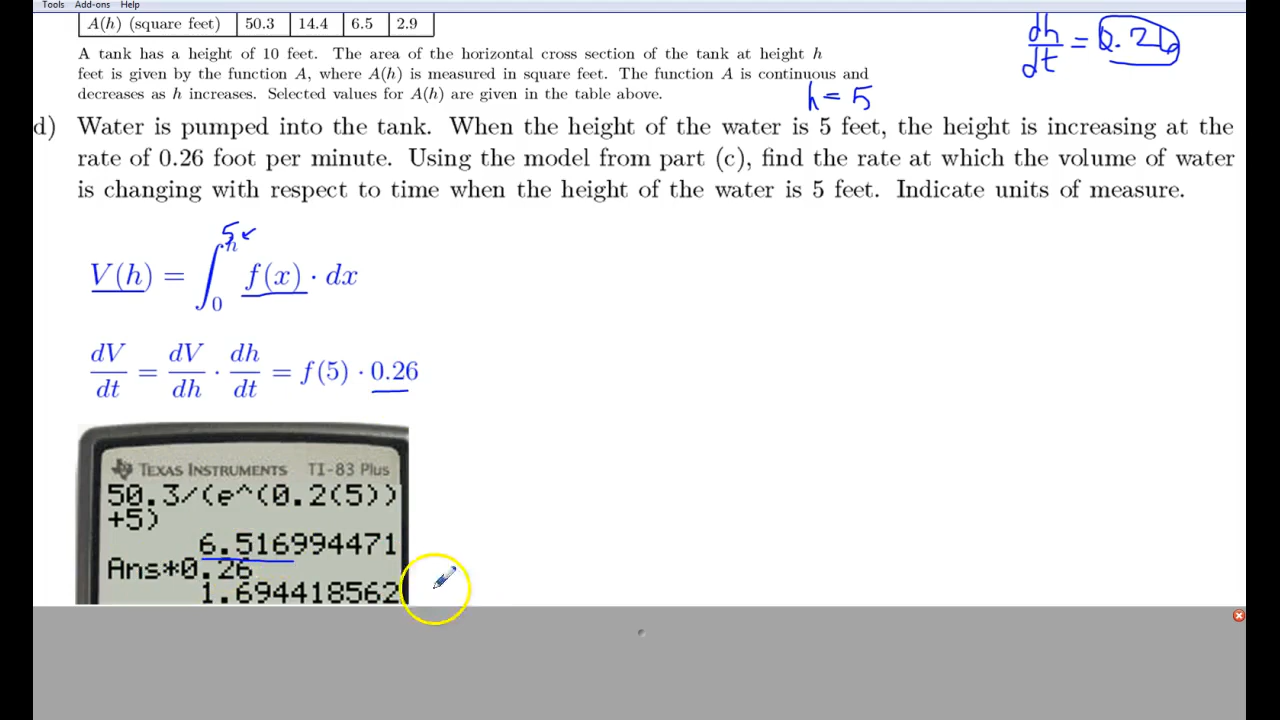 Tools Add-ons Help
A(h) (square feet) 50.3 14.4 6.5 2.9
dh/dt = 0.26
A tank has a height of 10 feet. The area of the horizontal cross section of the tank at height h
feet is given by the function A, where A(h) is measured in square feet. The function A is continuous and
decreases as h increases. Selected values for A(h) are given in the table above.
h = 5
d) Water is pumped into the tank. When the height of the water is 5 feet, the height is increasing at the
rate of 0.26 foot per minute. Using the model from part (c), find the rate at which the volume of water
is changing with respect to time when the height of the water is 5 feet. Indicate units of measure.
5
V(h) = ∫₀ʰ f(x) · dx
dV/dt = dV/dh · dh/dt = f(5) · 0.26
TEXAS INSTRUMENTS TI-83 Plus
50.3/(e^(0.2(5))
+5)
6.516994471
Ans*0.26
1.694418562